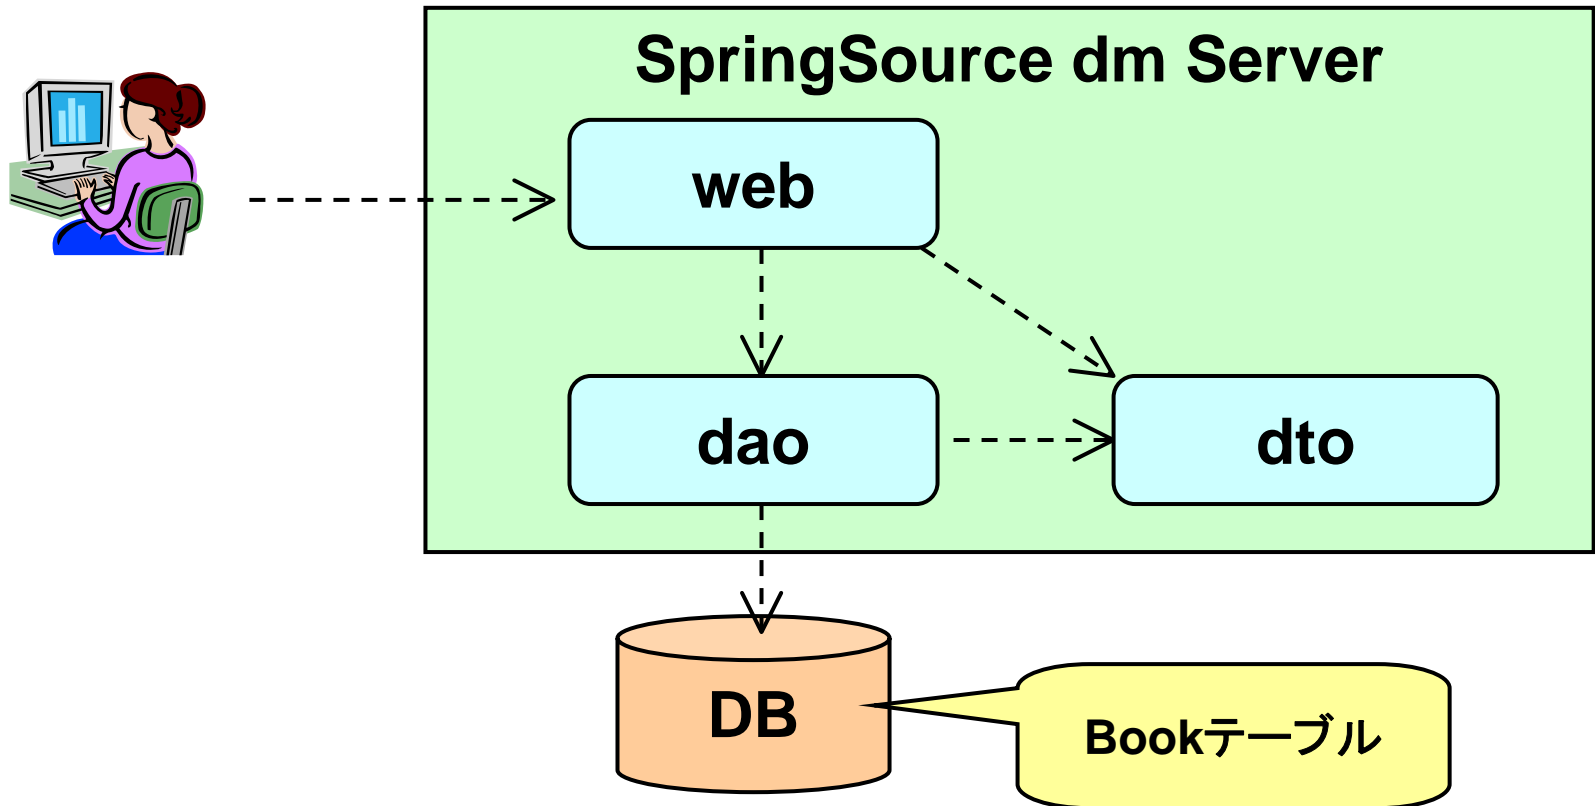 SpringSource dm Server
web
dao
dto
DB
Bookテーブル